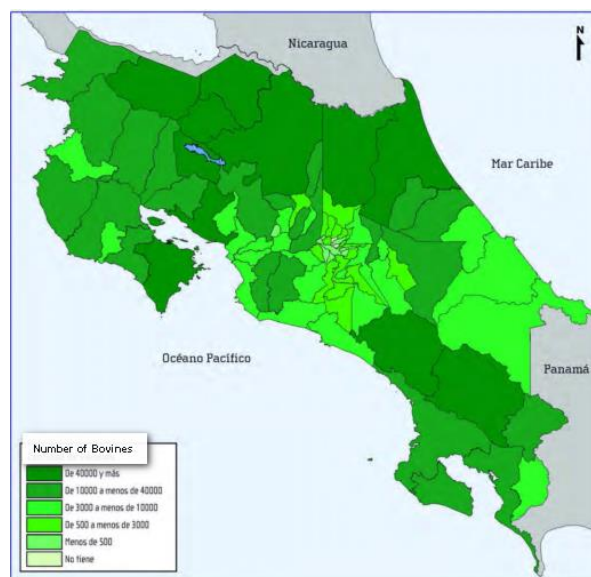 Nicaragua
N
Mar Caribe
Océano Pacífico
Panamá
Number of Bovines
De 40000 y más
De 10000 a menos de 40000
De 3000 a menos de 10000
De 500 a menos de 3000
Menos de 500
No tiene